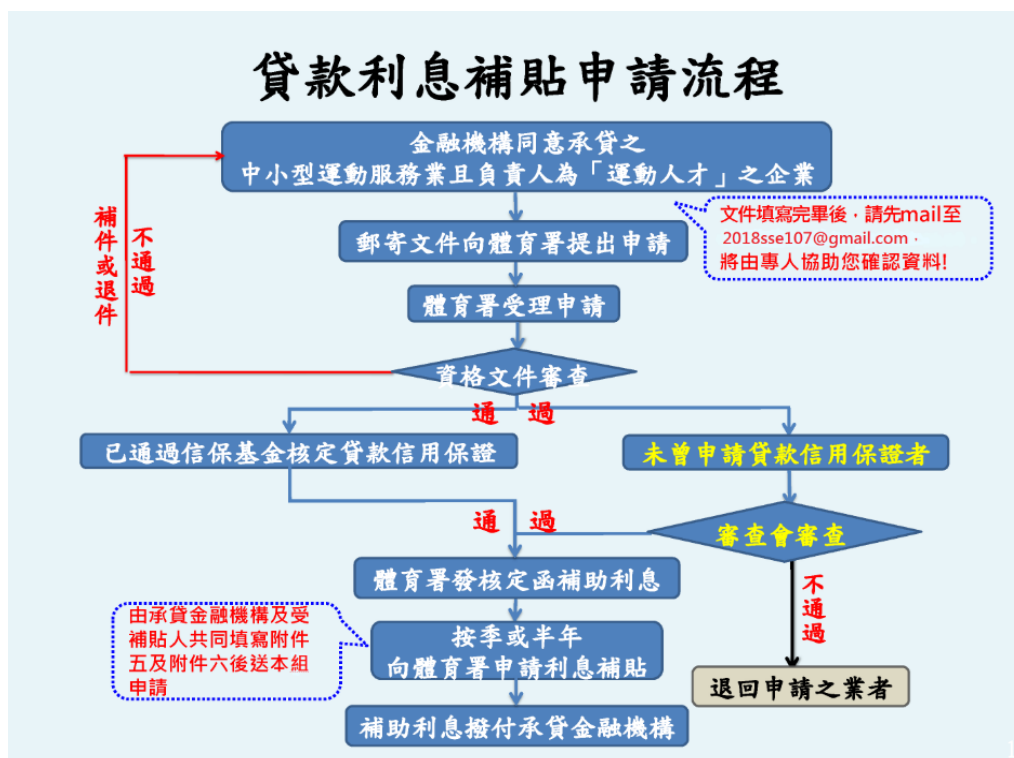 貸款利息補貼申請流程
金融機構同意承貸之
中小型運動服務業且負責人為「運動人才」之企業
文件填寫完畢後，請先mail至
2018sse107@gmail.com，
將由專人協助您確認資料!
郵寄文件向體育署提出申請
補件或退件
不通過
體育署受理申請
資格文件審查
通 過
已通過信保基金核定貸款信用保證
未曾申請貸款信用保證者
通 過
審查會審查
體育署發核定函補助利息
不通過
由承貸金融機構及受
補貼人共同填寫附件
五及附件六後送本組
申請
按季或半年
向體育署申請利息補貼
退回申請之業者
補助利息撥付承貸金融機構
1